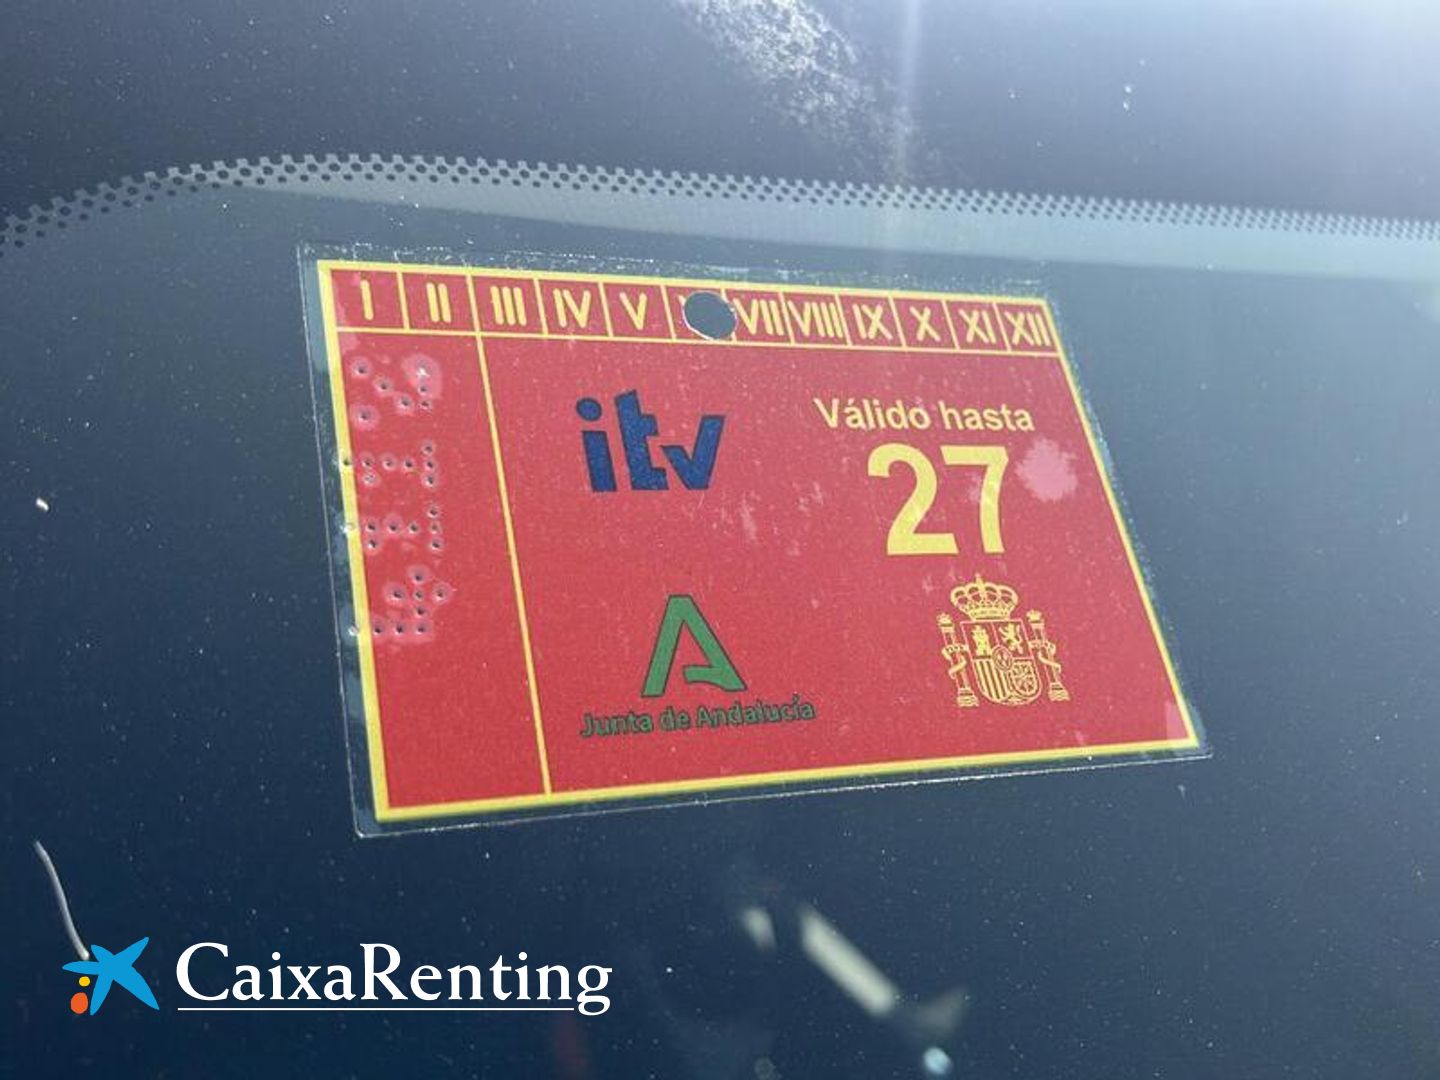 I II III IV V VII VIII IX X XI XII
itv
Válido hasta
27
Junta de Andalucía
CaixaRenting